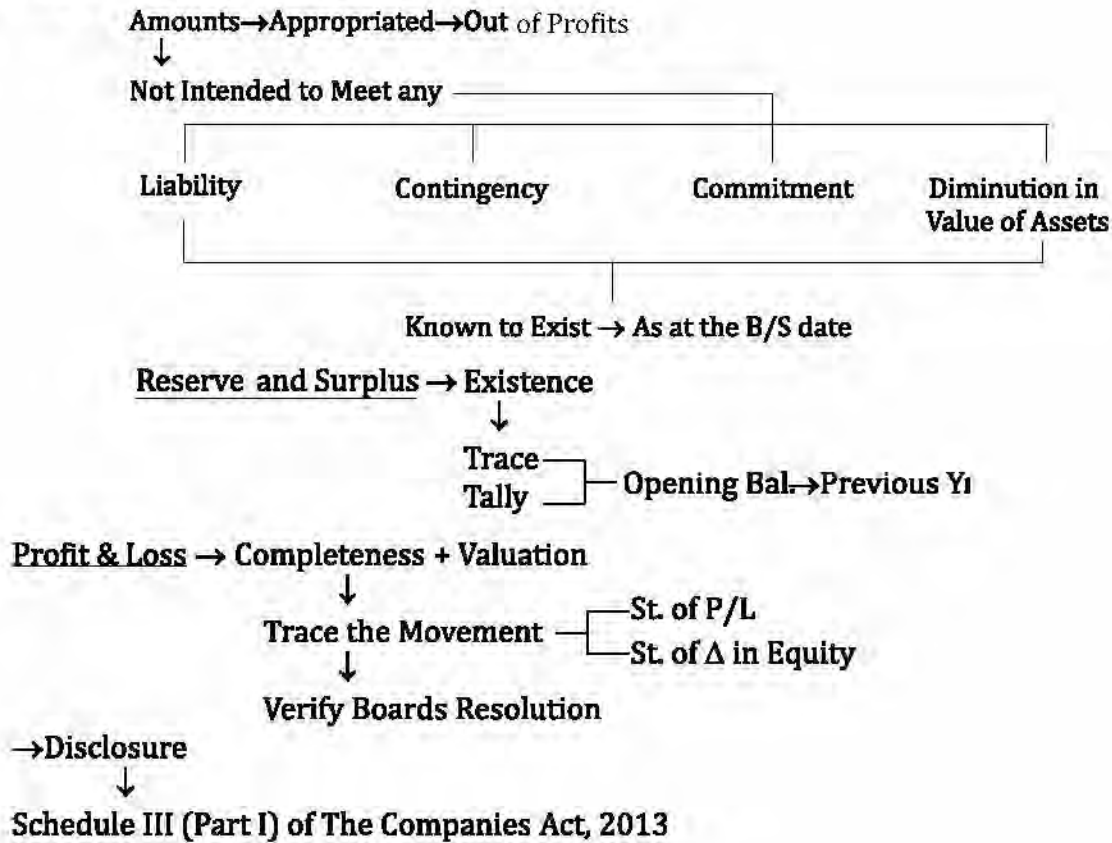 Amounts→Appropriated→Out of Profits
↓
Not Intended to Meet any
Liability Contingency Commitment Diminution in
Value of Assets
Known to Exist → As at the B/S date
Reserve and Surplus → Existence
↓
Trace
Tally
Opening Bal.→Previous Yr
Profit & Loss → Completeness + Valuation
↓
Trace the Movement
St. of P/L
St. of Δ in Equity
↓
Verify Boards Resolution
→Disclosure
↓
Schedule III (Part I) of The Companies Act, 2013